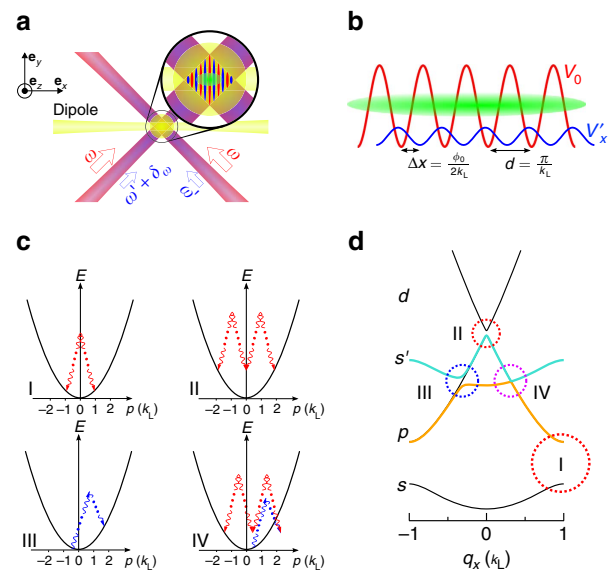 a
b
e_y
e_z e_x
Dipole
ω ω
ω′ + δ_ω ω′
V_0
V″_x
Δx = ϕ_0/2k_L d = π/k_L
c
d
E E
I II
−2 −1 0 1 2 p (k_L) −2 −1 0 1 2 p (k_L)
E E
III IV
−2 −1 0 1 2 p (k_L) −2 −1 0 1 2 p (k_L)
d
II
s′
III IV
p
I
s
−1 0 1
q_x (k_L)